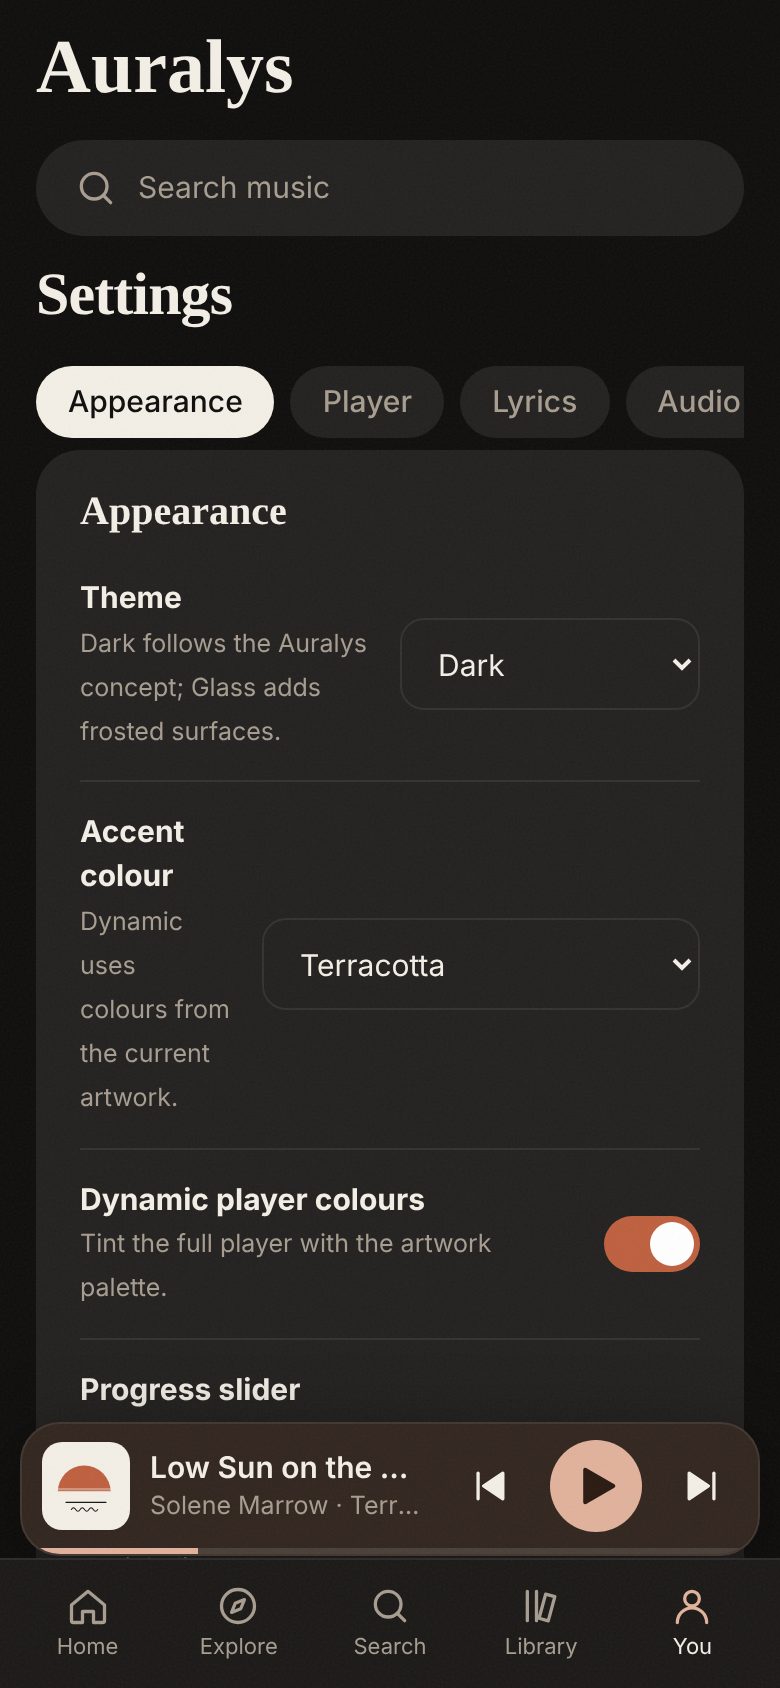 Auralys
Search music
Settings
Appearance
Player
Lyrics
Audio
Appearance
Theme
Dark follows the Auralys
concept; Glass adds
frosted surfaces.
Dark
Accent
colour
Dynamic
uses
colours from
the current
artwork.
Terracotta
Dynamic player colours
Tint the full player with the artwork
palette.
Progress slider
Low Sun on the ...
Solene Marrow · Terr...
Home
Explore
Search
Library
You